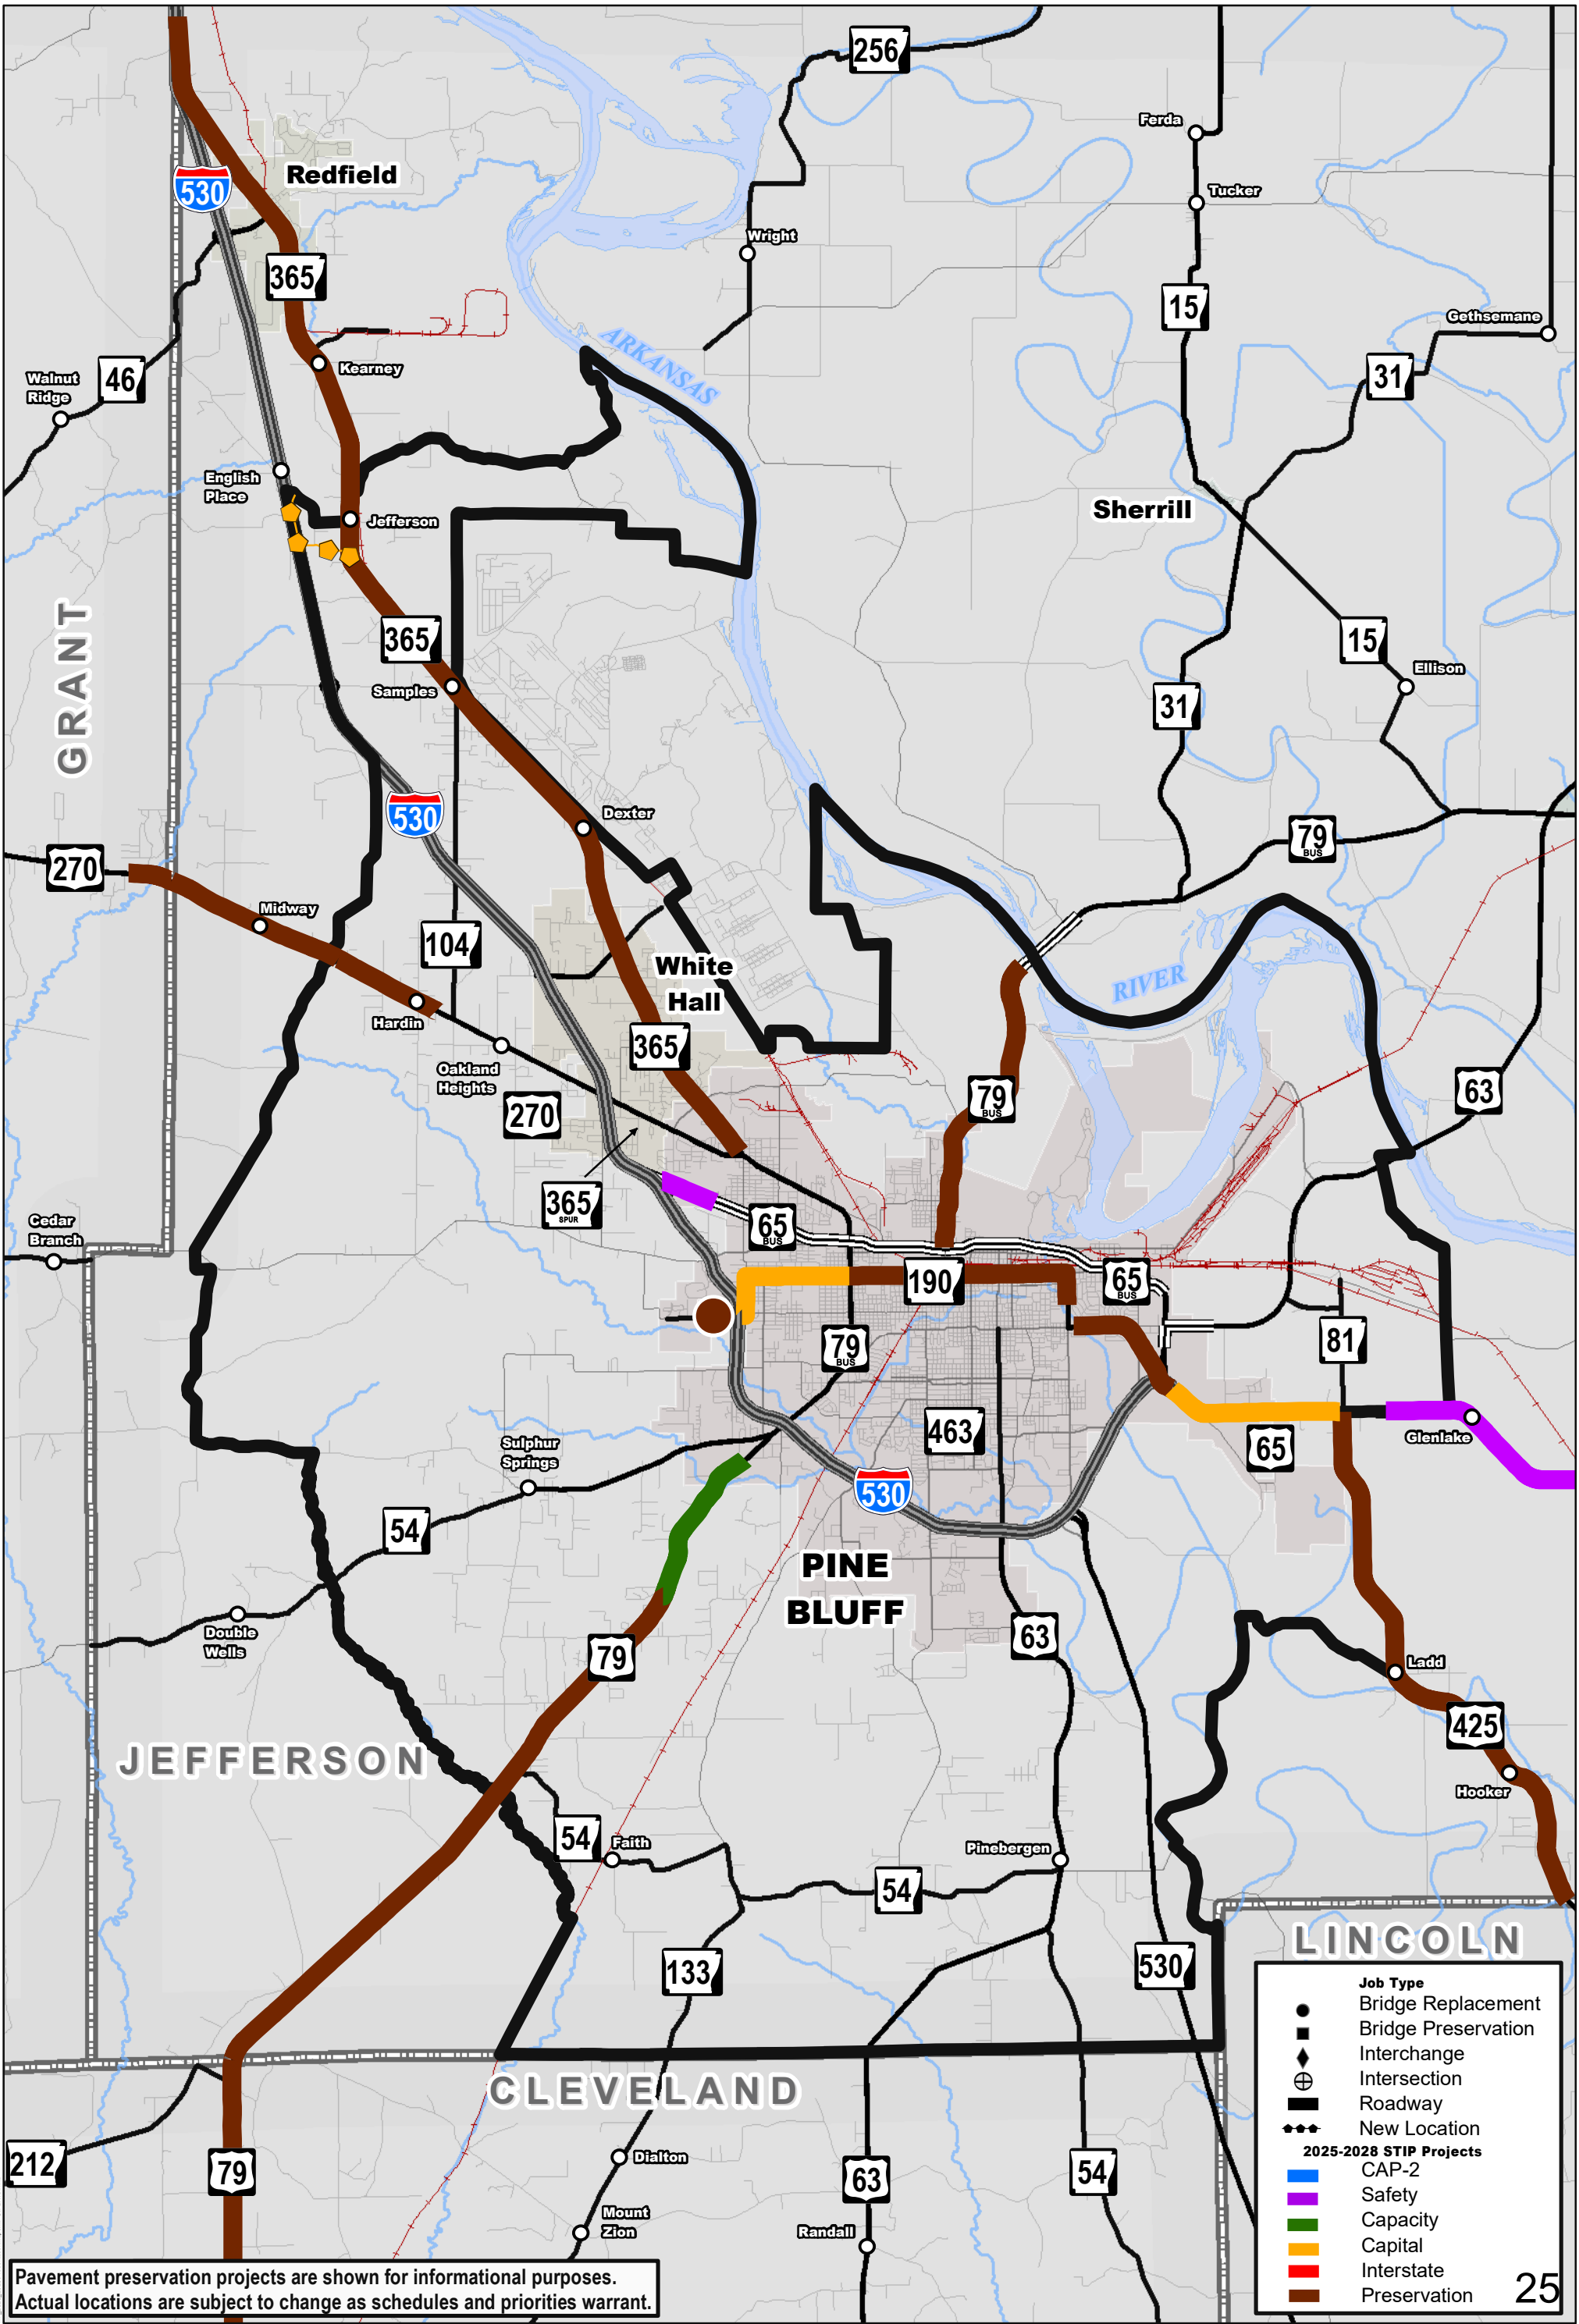 256
Ferda
Redfield
530
Tucker
Wright
365
15
Gethsemane
ARKANSAS
Kearney
31
46
Walnut
Ridge
English
Place
Sherrill
Jefferson
GRANT
365
15
Ellison
Samples
31
530
Dexter
79
BUS
270
Midway
104
White
Hall
RIVER
Hardin
365
Oakland
Heights
79
BUS
63
270
365
SPUR
65
BUS
Cedar
Branch
190
65
BUS
79
BUS
81
463
Glenlake
65
Sulphur
Springs
530
54
PINE
BLUFF
Double
Wells
63
79
Ladd
425
JEFFERSON
Hooker
54
Faith
Pinebergen
54
LINCOLN
133
530
CLEVELAND
212
79
Dialton
63
54
Mount
Zion
Randall
Job Type
Bridge Replacement
Bridge Preservation
Interchange
Intersection
Roadway
New Location
2025-2028 STIP Projects
CAP-2
Safety
Capacity
Capital
Interstate
Preservation
25
Pavement preservation projects are shown for informational purposes.
Actual locations are subject to change as schedules and priorities warrant.